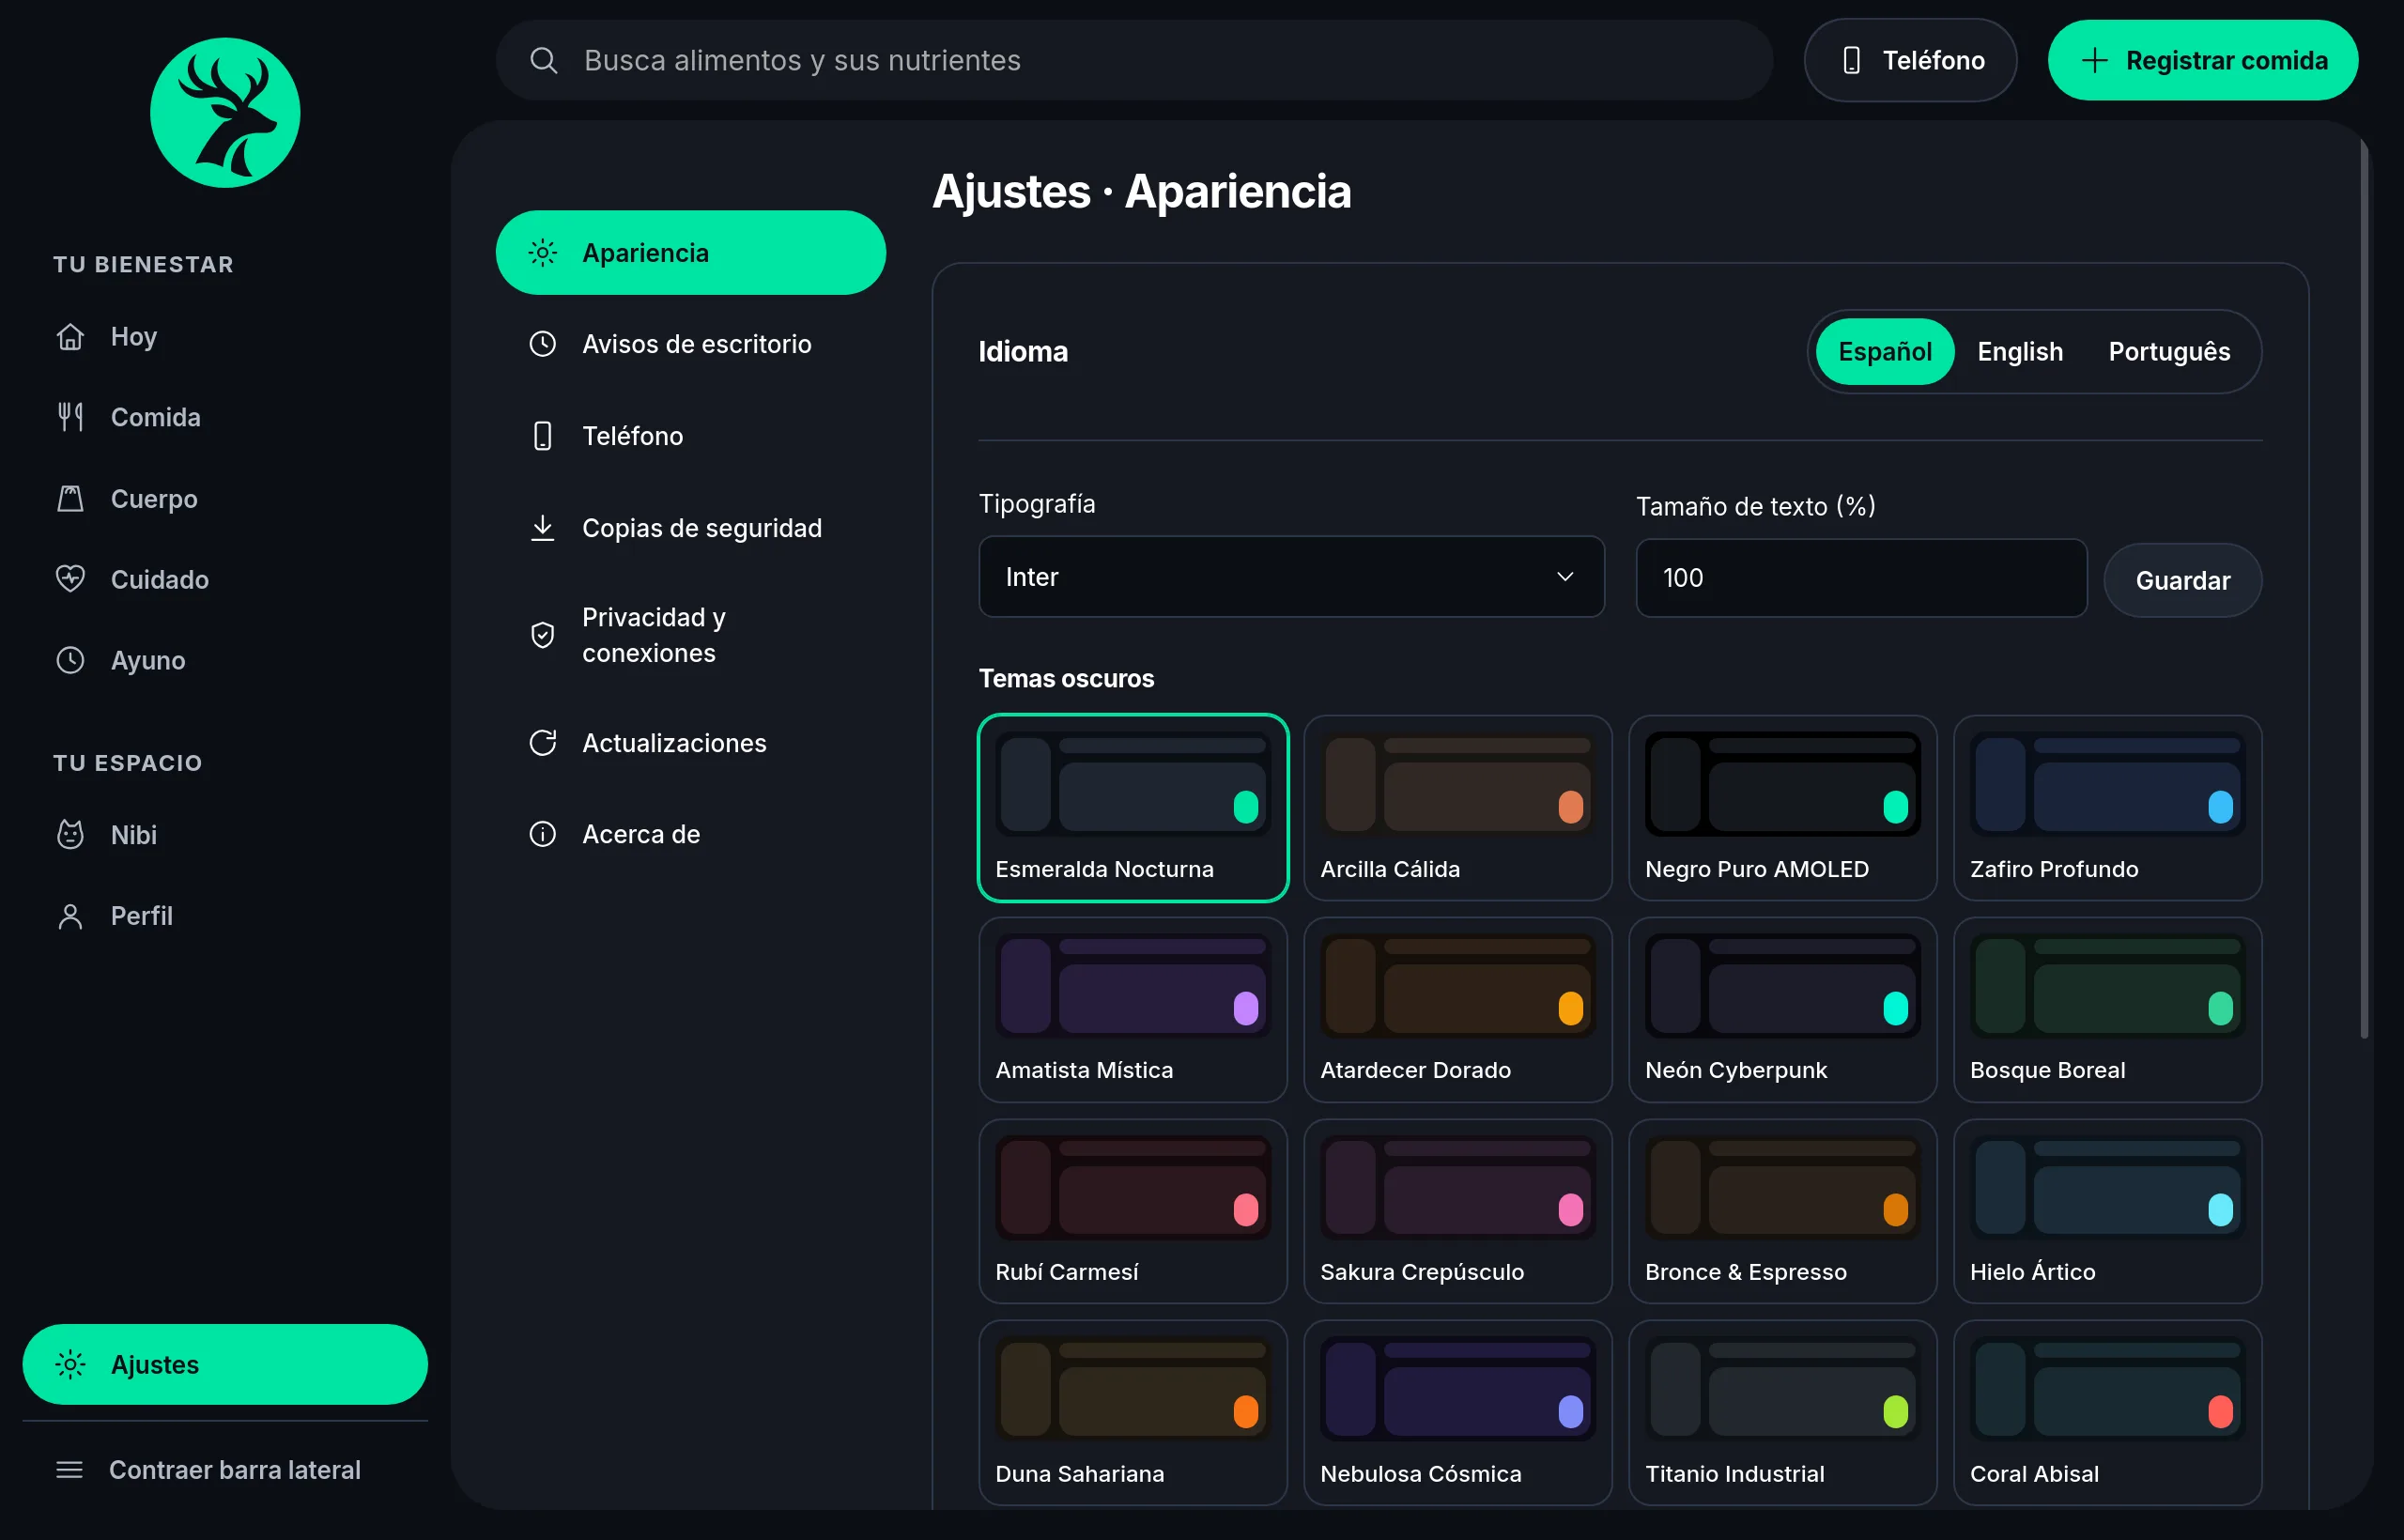 Busca alimentos y sus nutrientes
Teléfono
Registrar comida
TU BIENESTAR
Hoy
Comida
Cuerpo
Cuidado
Ayuno
TU ESPACIO
Nibi
Perfil
Ajustes
Contraer barra lateral
Apariencia
Avisos de escritorio
Teléfono
Copias de seguridad
Privacidad y
conexiones
Actualizaciones
Acerca de
Ajustes · Apariencia
Idioma
Español English Português
Tipografía
Inter
Tamaño de texto (%)
100
Guardar
Temas oscuros
Esmeralda Nocturna
Arcilla Cálida
Negro Puro AMOLED
Zafiro Profundo
Amatista Mística
Atardecer Dorado
Neón Cyberpunk
Bosque Boreal
Rubí Carmesí
Sakura Crepúsculo
Bronce & Espresso
Hielo Ártico
Duna Sahariana
Nebulosa Cósmica
Titanio Industrial
Coral Abisal